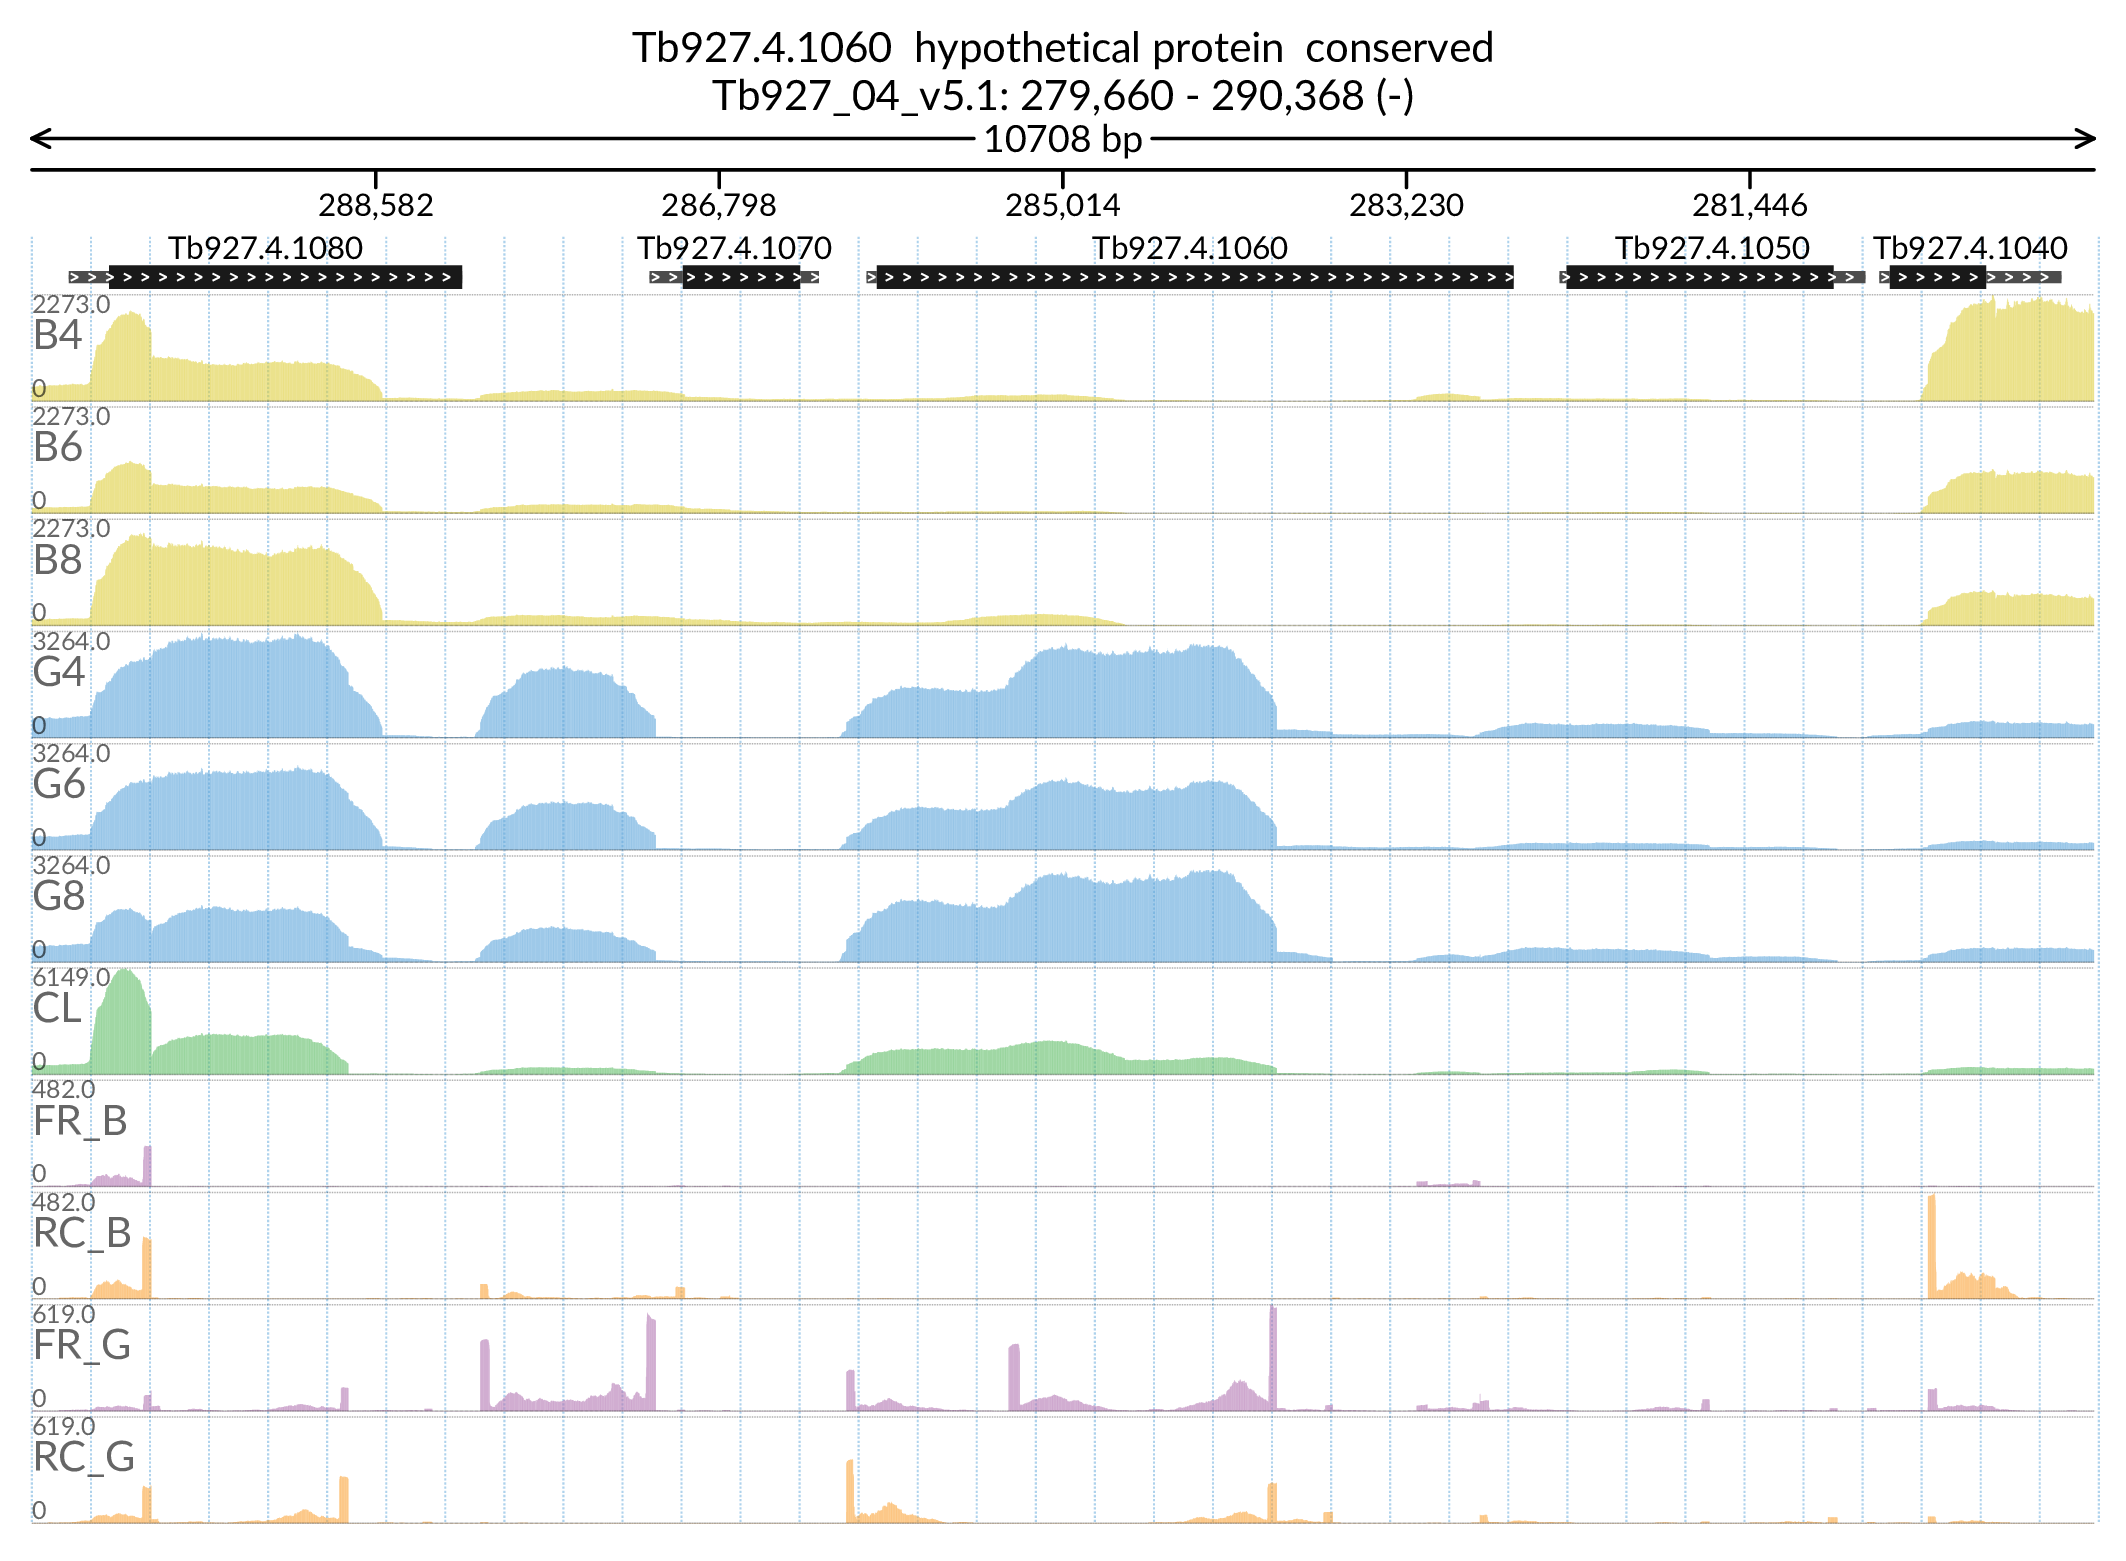 Tb927.4.1060 hypothetical protein conserved
Tb927_04_v5.1: 279,660 - 290,368 (-)
10708 bp
288,582 286,798 285,014 283,230 281,446
Tb927.4.1080 Tb927.4.1070 Tb927.4.1060 Tb927.4.1050 Tb927.4.1040
2273.0
B4
0
2273.0
B6
0
2273.0
B8
0
3264.0
G4
0
3264.0
G6
0
3264.0
G8
0
6149.0
CL
0
482.0
FR_B
0
482.0
RC_B
0
619.0
FR_G
0
619.0
RC_G
0